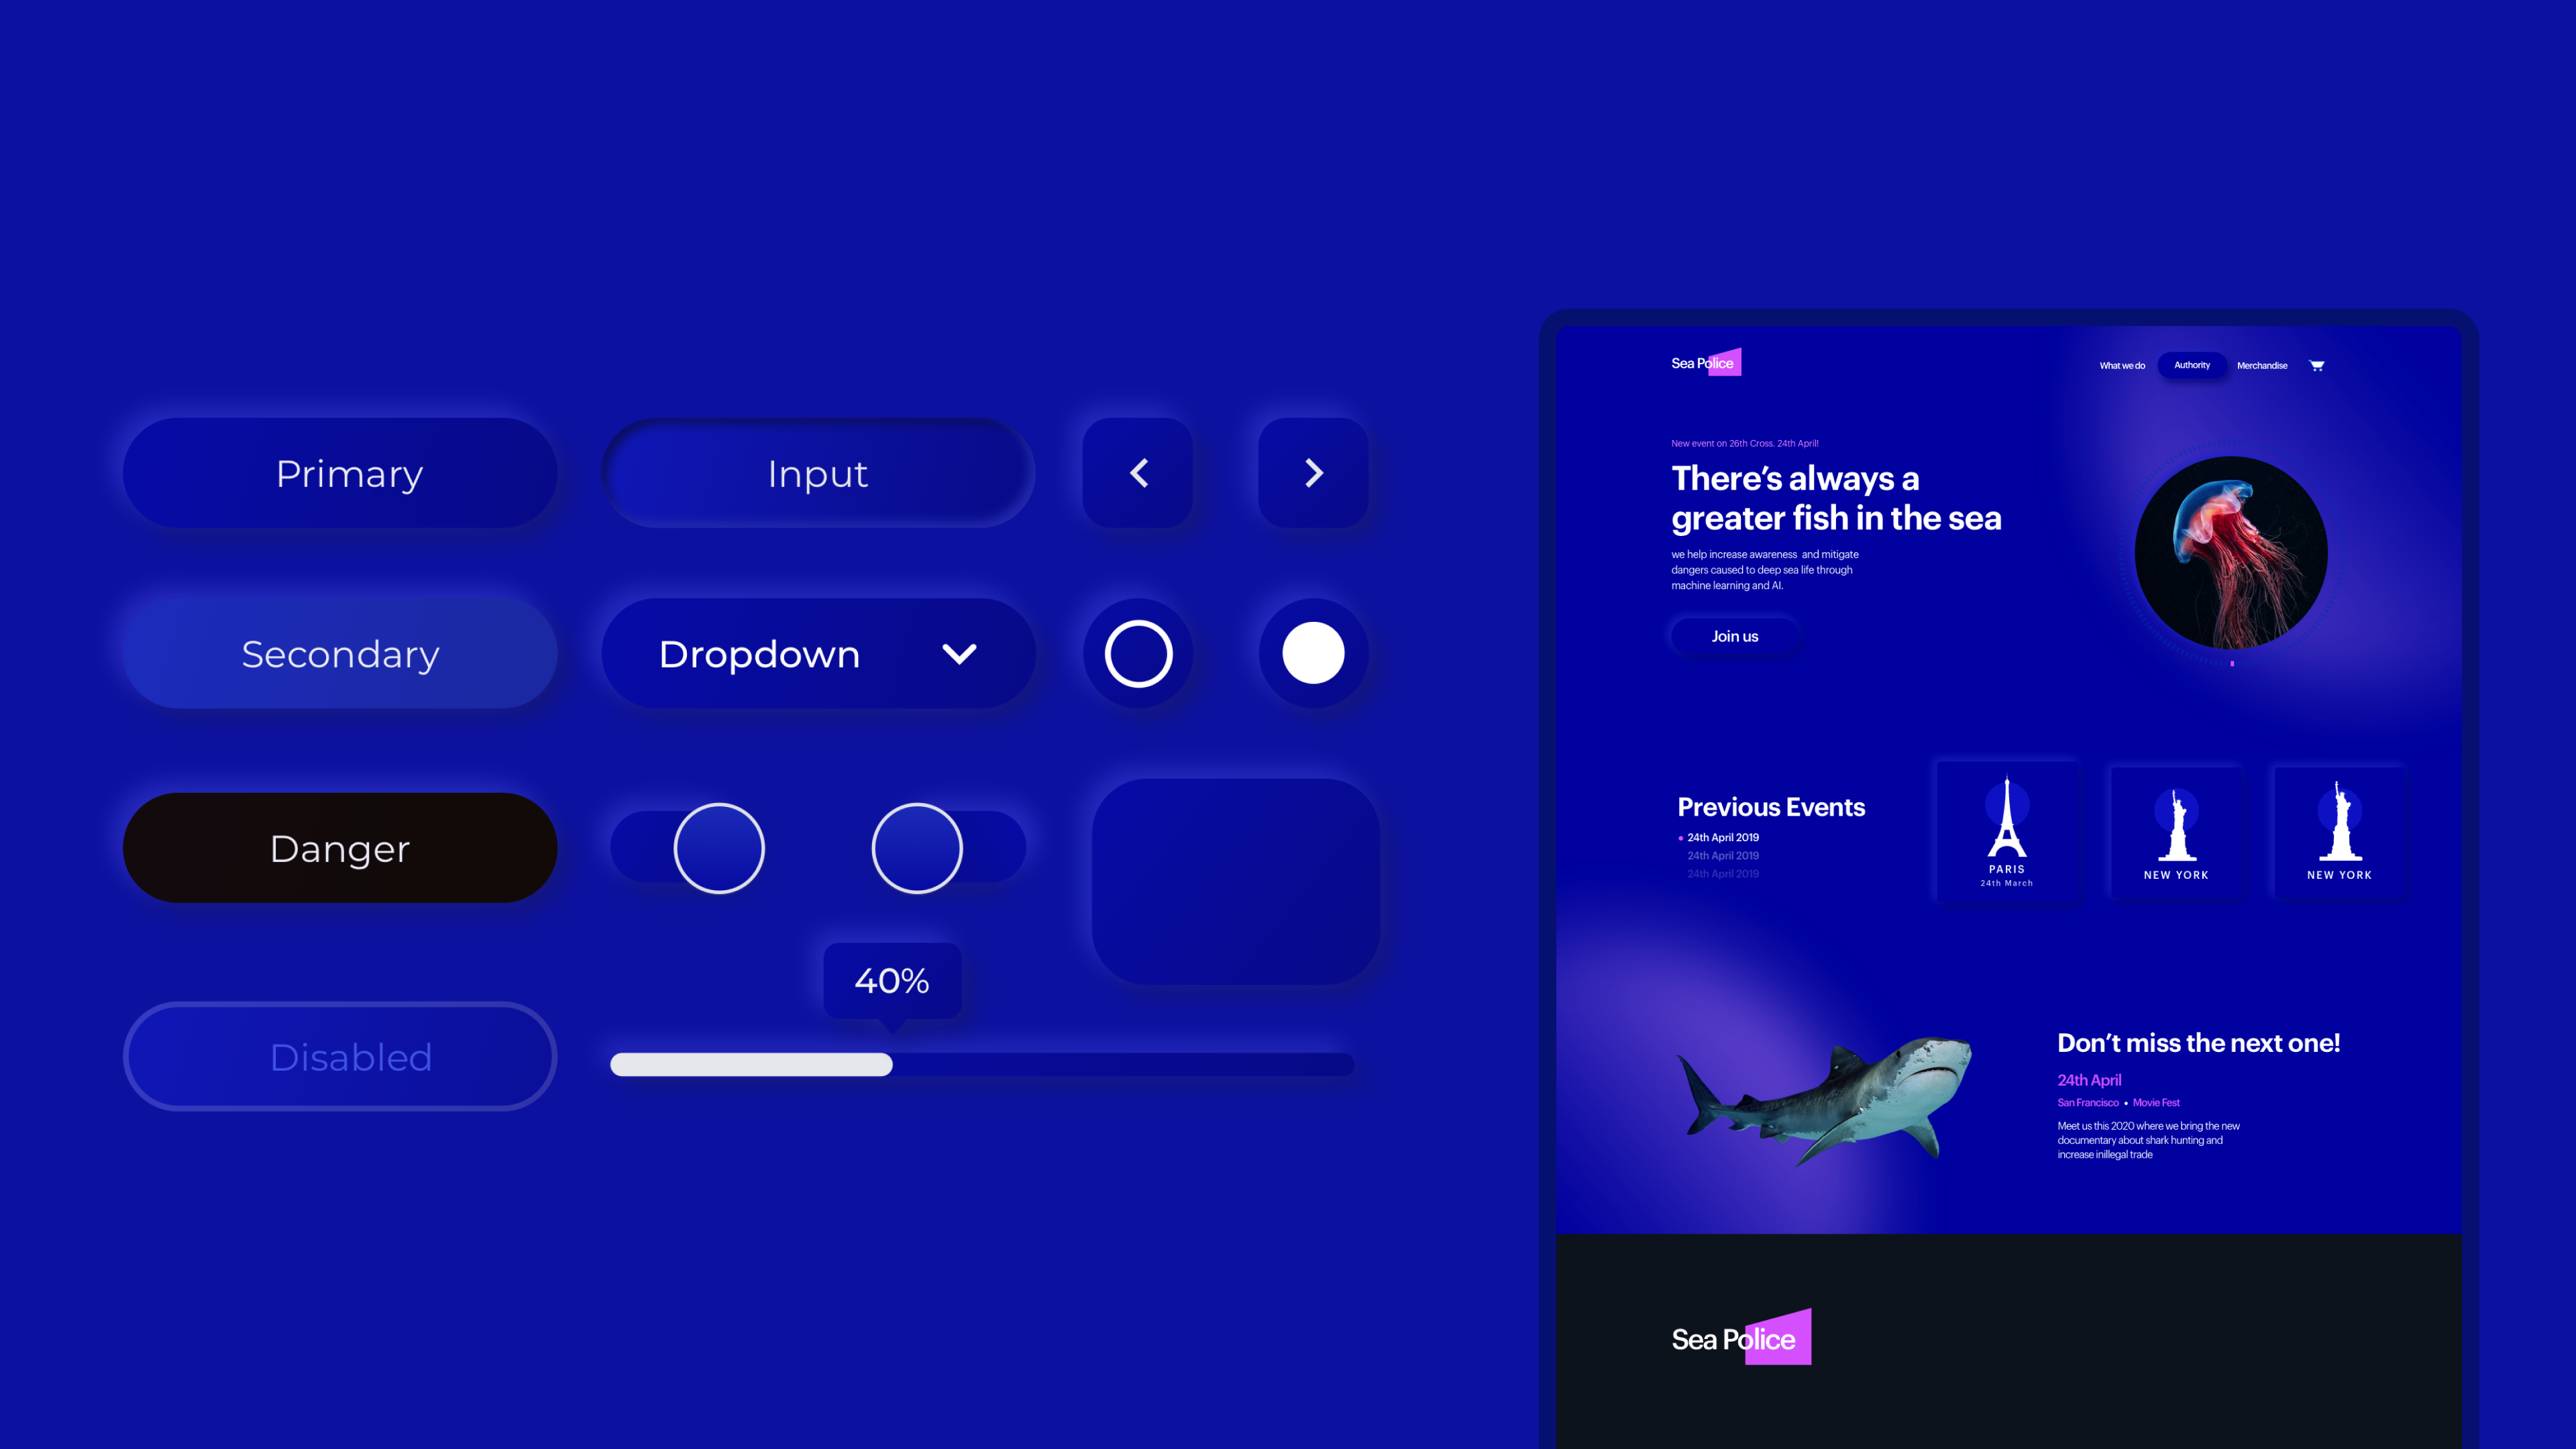 Primary
Input
Secondary
Dropdown
Danger
40%
Disabled
Sea Police
What we do
Authority
Merchandise
New event on 26th Cross. 24th April!
There's always a
greater fish in the sea
we help increase awareness and mitigate
dangers caused to deep sea life through
machine learning and AI.
Join us
Previous Events
24th April 2019
24th April 2019
24th April 2019
PARIS
24th March
NEW YORK
NEW YORK
Don't miss the next one!
24th April
San Francisco • Movie Fest
Meet us this 2020 where we bring the new
documentary about shark hunting and
increase inillegal trade
Sea Police